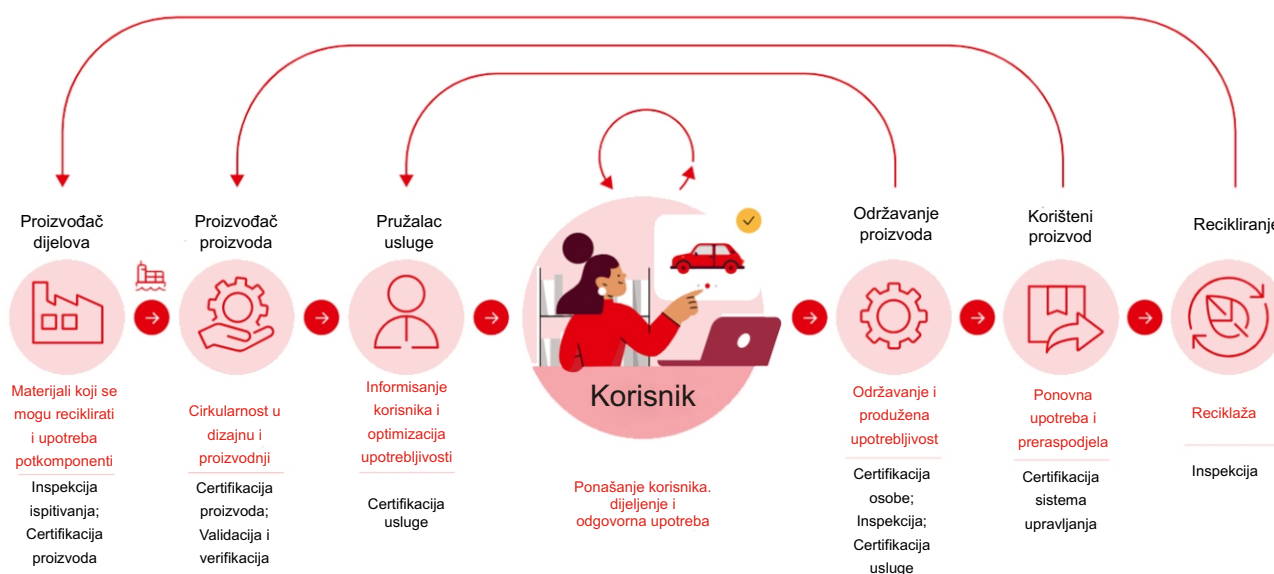 Proizvođač
dijelova
Proizvođač
proizvoda
Pružalac
usluge
Održavanje
proizvoda
Korišteni
proizvod
Recikliranje
Korisnik
Materijali koji se
mogu reciklirati
i upotreba
potkomponenti
Inspekcija
ispitivanja;
Certifikacija
proizvoda
Cirkularnost u
dizajnu i
proizvodnji
Certifikacija
proizvoda;
Validacija i
verifikacija
Informisanje
korisnika i
optimizacija
upotrebljivosti
Certifikacija
usluge
Ponašanje korisnika.
dijeljenje i
odgovorna upotreba
Održavanje i
produžena
upotrebljivost
Certifikacija
osobe;
Inspekcija;
Certifikacija
usluge
Ponovna
upotreba i
preraspodjela
Certifikacija
sistema
upravljanja
Reciklaža
Inspekcija